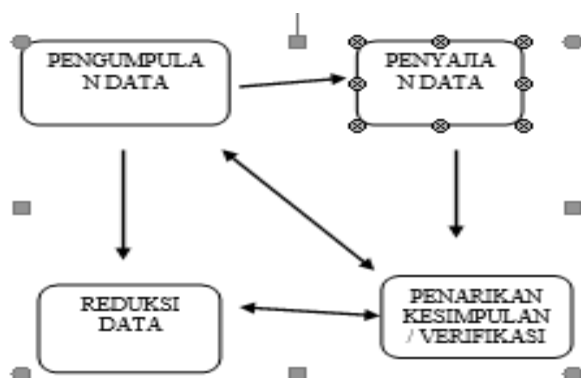 PENGUMPULA
N DATA
PENYAJIA
N DATA
REDUKSI
DATA
PENARIKAN
KESIMPULAN
/ VERIFIKASI